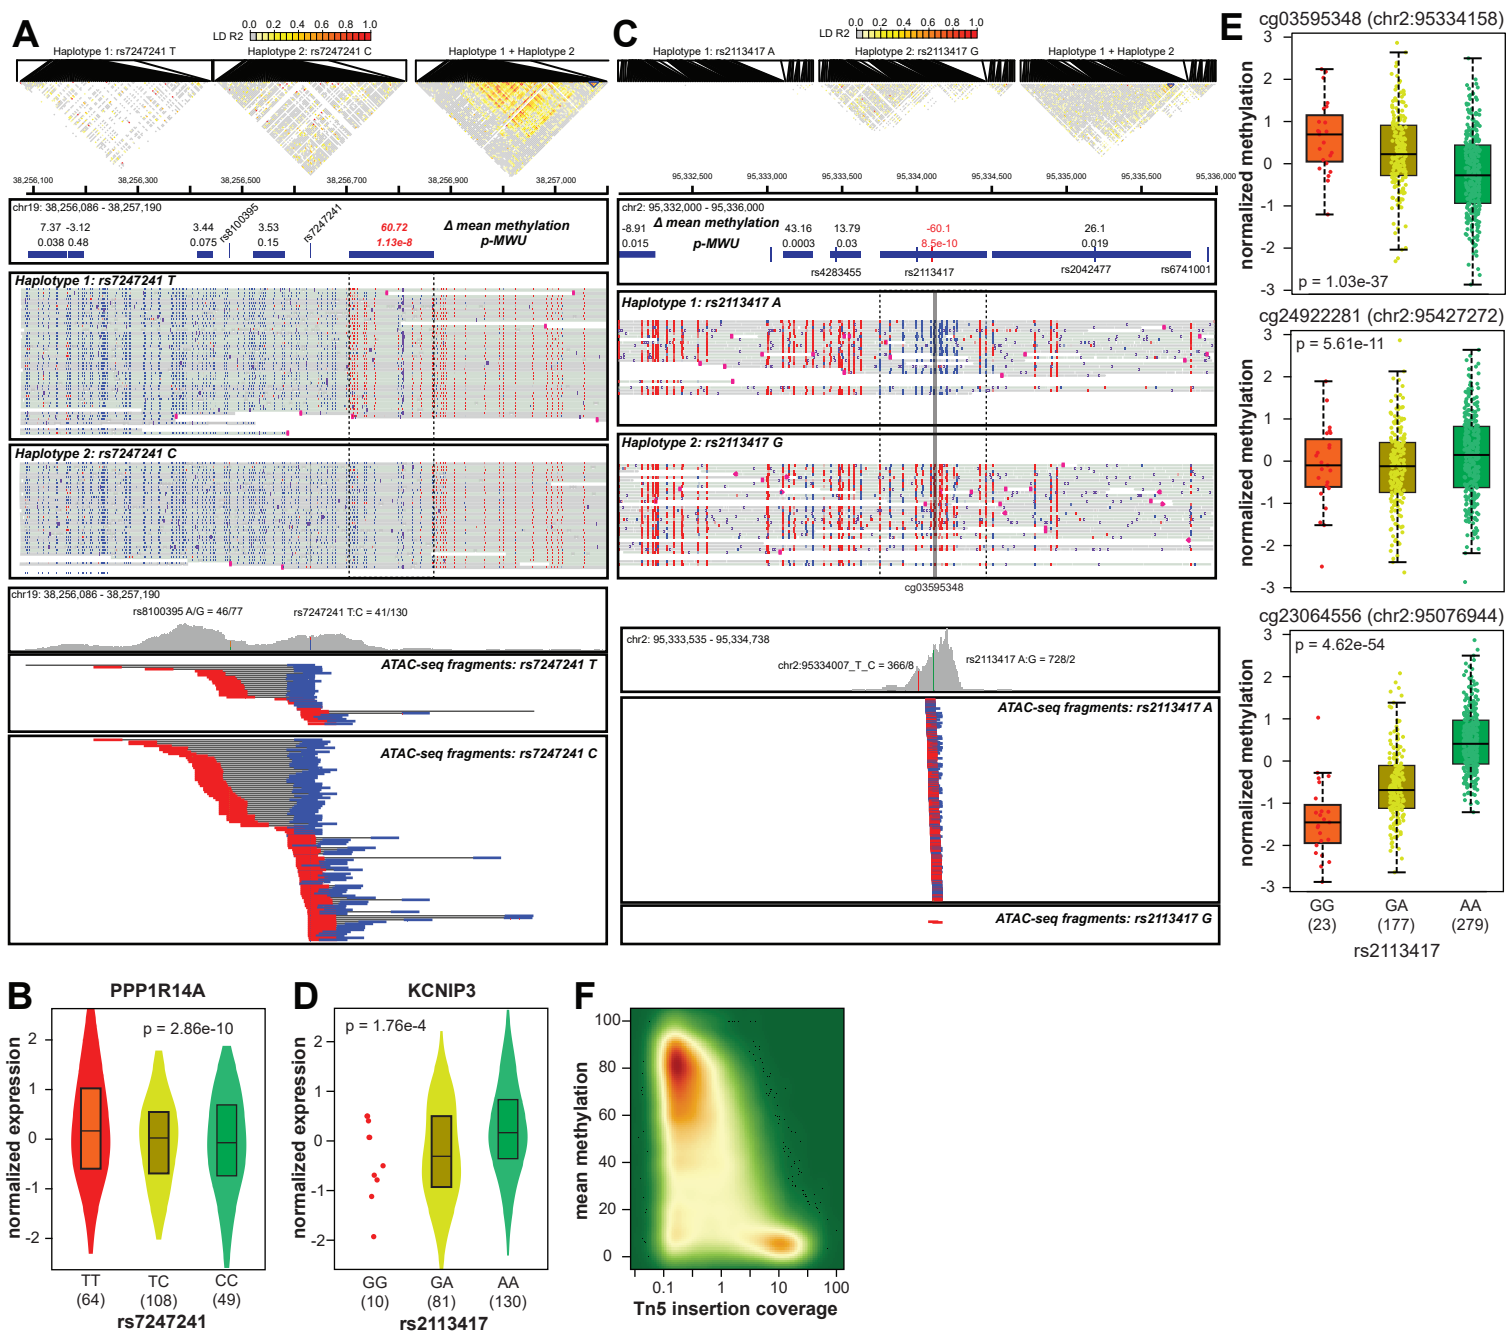 A
0.0 0.2 0.4 0.6 0.8 1.0
LD R2
Haplotype 1: rs7247241 T
Haplotype 2: rs7247241 C
Haplotype 1 + Haplotype 2
38,256,100 38,256,300 38,256,500 38,256,700 38,256,900 38,257,000
chr19: 38,256,086 - 38,257,190
7.37 -3.12 3.44 rs8100395 3.53 rs7247241 60.72 Δ mean methylation
0.038 0.48 0.075 0.15 1.13e-8 p-MWU
Haplotype 1: rs7247241 T
Haplotype 2: rs7247241 C
chr19: 38,256,086 - 38,257,190
rs8100395 A/G = 46/77
rs7247241 T:C = 41/130
ATAC-seq fragments: rs7247241 T
ATAC-seq fragments: rs7247241 C
C
0.0 0.2 0.4 0.6 0.8 1.0
LD R2
Haplotype 1: rs2113417 A
Haplotype 2: rs2113417 G
Haplotype 1 + Haplotype 2
95,332,500 95,333,000 95,333,500 95,334,000 95,334,500 95,335,000 95,335,500 95,336,000
chr2: 95,332,000 - 95,336,000
-8.91 Δ mean methylation 43.16 13.79 -60.1 26.1
0.015 p-MWU 0.0003 0.03 8.5e-10 0.019
rs4283455 rs2113417 rs2042477 rs6741001
Haplotype 1: rs2113417 A
Haplotype 2: rs2113417 G
cg03595348
chr2: 95,333,535 - 95,334,738
chr2:95334007_T_C = 366/8
rs2113417 A:G = 728/2
ATAC-seq fragments: rs2113417 A
ATAC-seq fragments: rs2113417 G
E
cg03595348 (chr2:95334158)
normalized methylation
3
2
1
0
-1
-2
-3
p = 1.03e-37
cg24922281 (chr2:95427272)
normalized methylation
3
2
1
0
-1
-2
-3
p = 5.61e-11
cg23064556 (chr2:95076944)
normalized methylation
3
2
1
0
-1
-2
-3
p = 4.62e-54
GG GA AA
(23) (177) (279)
rs2113417
B
PPP1R14A
normalized expression
2
1
0
-1
-2
p = 2.86e-10
TT TC CC
(64) (108) (49)
rs7247241
D
KCNIP3
normalized expression
2
1
0
-1
-2
p = 1.76e-4
GG GA AA
(10) (81) (130)
rs2113417
F
mean methylation
100
80
60
40
20
0
0.1 1 10 100
Tn5 insertion coverage